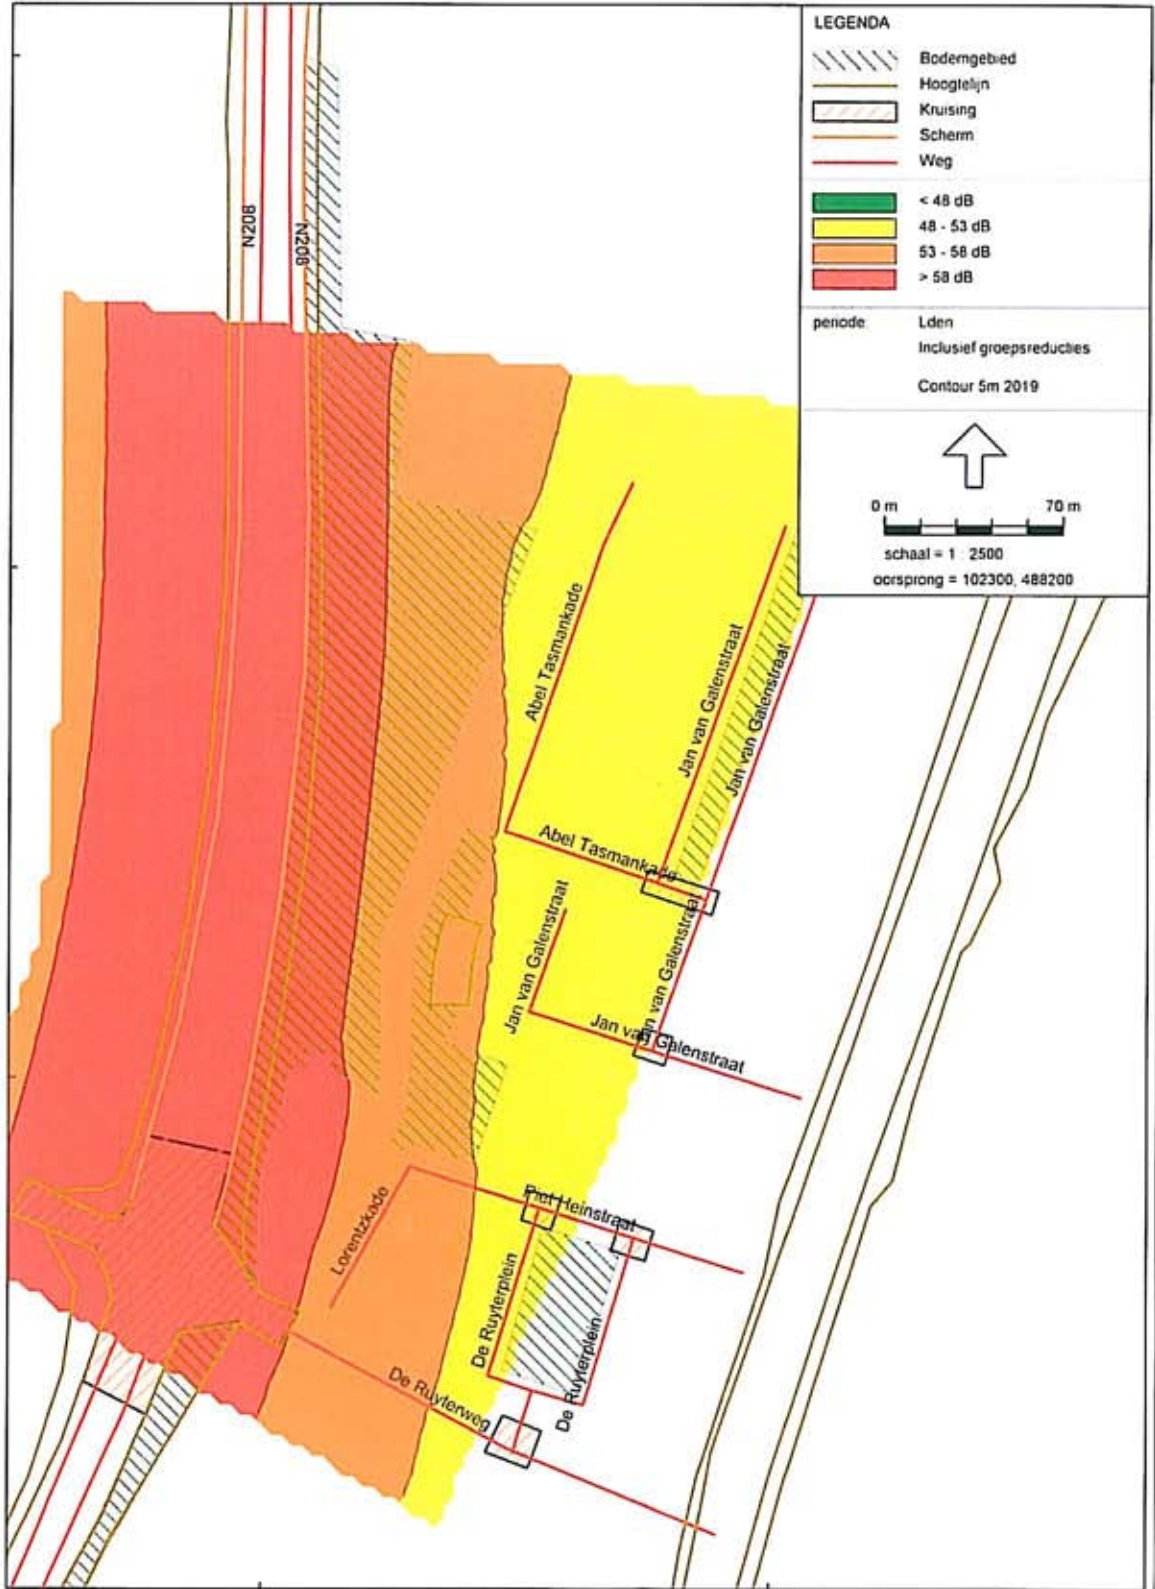 LEGENDA
Bodemgebied
Hoogtelijn
Kruising
Scherm
Weg
< 48 dB
48 - 53 dB
53 - 58 dB
> 58 dB
periode
Lden
Inclusief groepsreducties
Contour 5m 2019
0 m
70 m
schaal = 1 : 2500
oorsprong = 102300, 488200
N208
N208
Abel Tasmankade
Jan van Galenstraat
Jan van Galenstraat
Abel Tasmankade
Jan van Galenstraat
Jan van Galenstraat
Jan van Galenstraat
Piet Heinstraat
Lorentzkade
De Ruyterplein
De Ruyterplein
De Ruyterweg